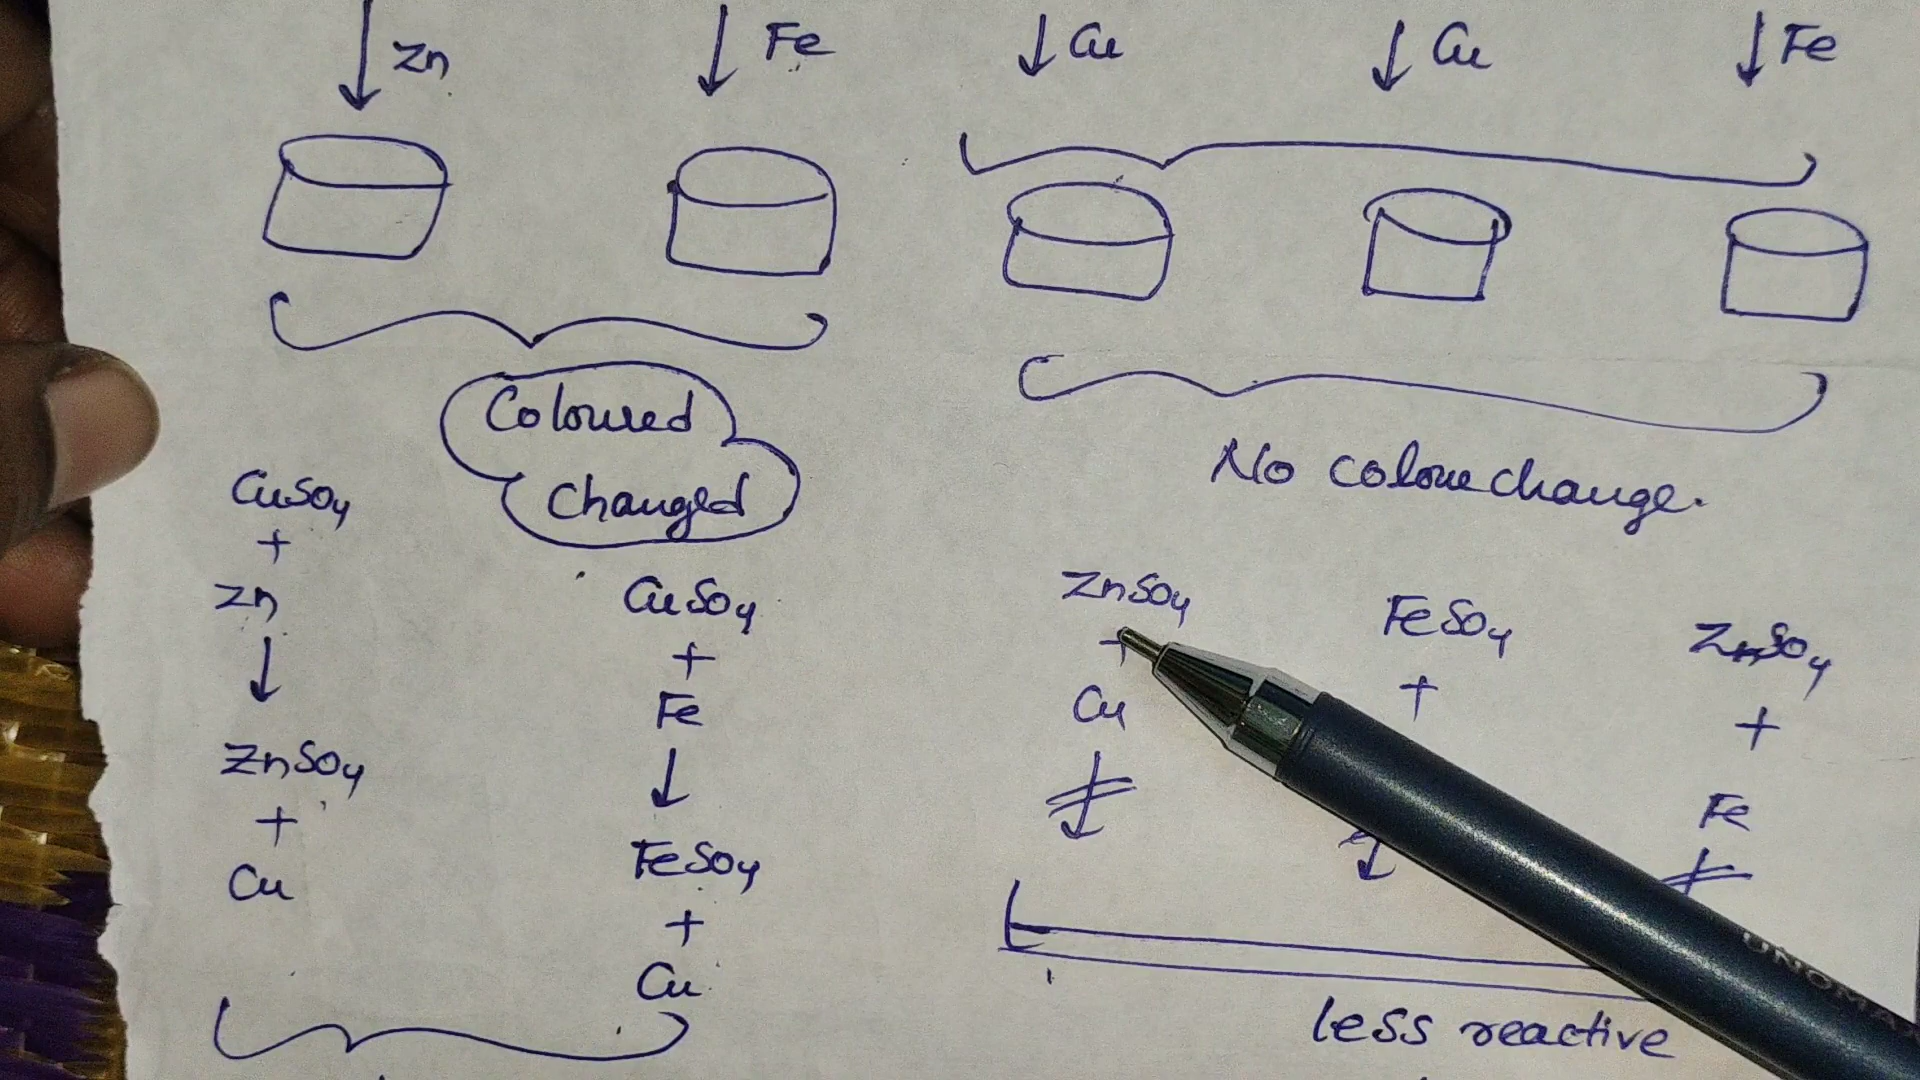 Zn
Fe
Cu
Cu
Fe
Coloured
Changed
No colour change.
CuSO4
+
Zn
↓
ZnSO4
+
Cu
CuSO4
+
Fe
↓
FeSO4
+
Cu
ZnSO4
+
Cu
FeSO4
+
ZnSO4
+
Fe
less reactive
UNOMA